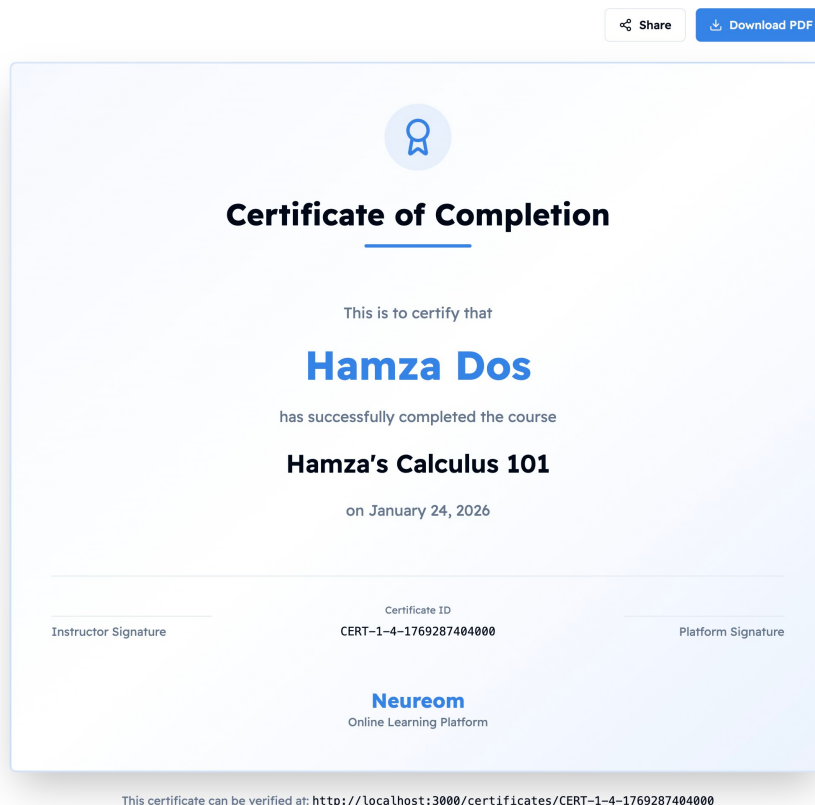 Share
Download PDF
Certificate of Completion
This is to certify that
Hamza Dos
has successfully completed the course
Hamza's Calculus 101
on January 24, 2026
Certificate ID
Instructor Signature
CERT-1-4-1769287404000
Platform Signature
Neureom
Online Learning Platform
This certificate can be verified at: http://localhost:3000/certificates/CERT-1-4-1769287404000